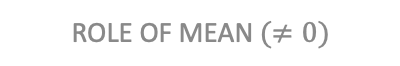 ROLE OF MEAN (≠ 0)